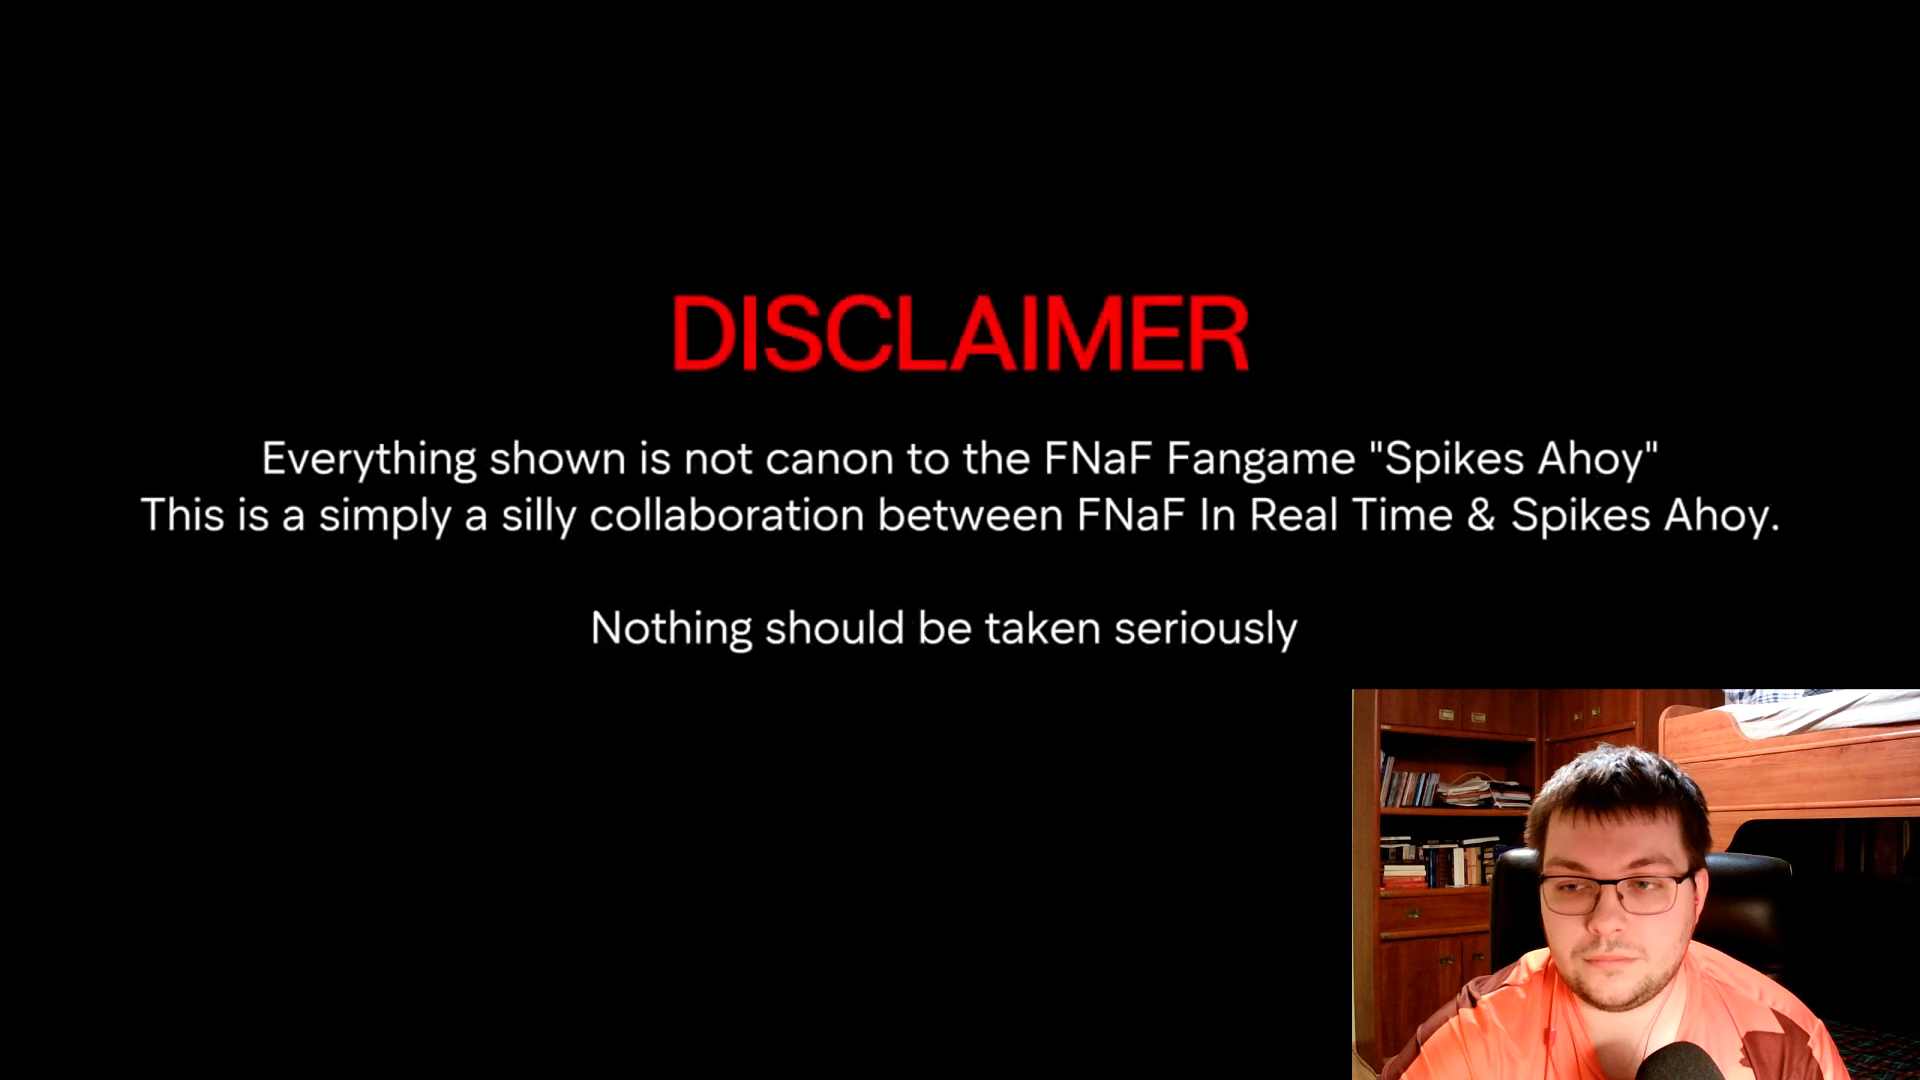 DISCLAIMER
Everything shown is not canon to the FNaF Fangame "Spikes Ahoy"
This is a simply a silly collaboration between FNaF In Real Time & Spikes Ahoy.
Nothing should be taken seriously